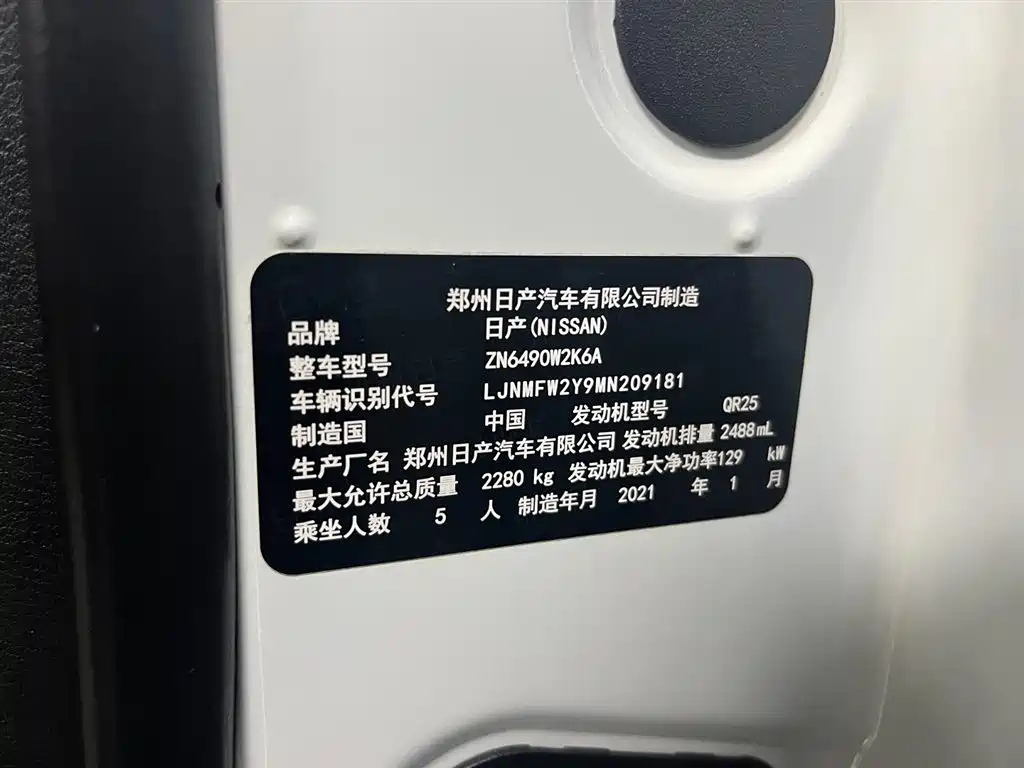 郑州日产汽车有限公司制造
品牌 日产(NISSAN)
整车型号 ZN6490W2K6A
车辆识别代号 LJNMFW2Y9MN209181
制造国 中国 发动机型号 QR25
生产厂名 郑州日产汽车有限公司 发动机排量 2488mL
最大允许总质量 2280 kg 发动机最大净功率129 kW
乘坐人数 5 人 制造年月 2021 年 1 月